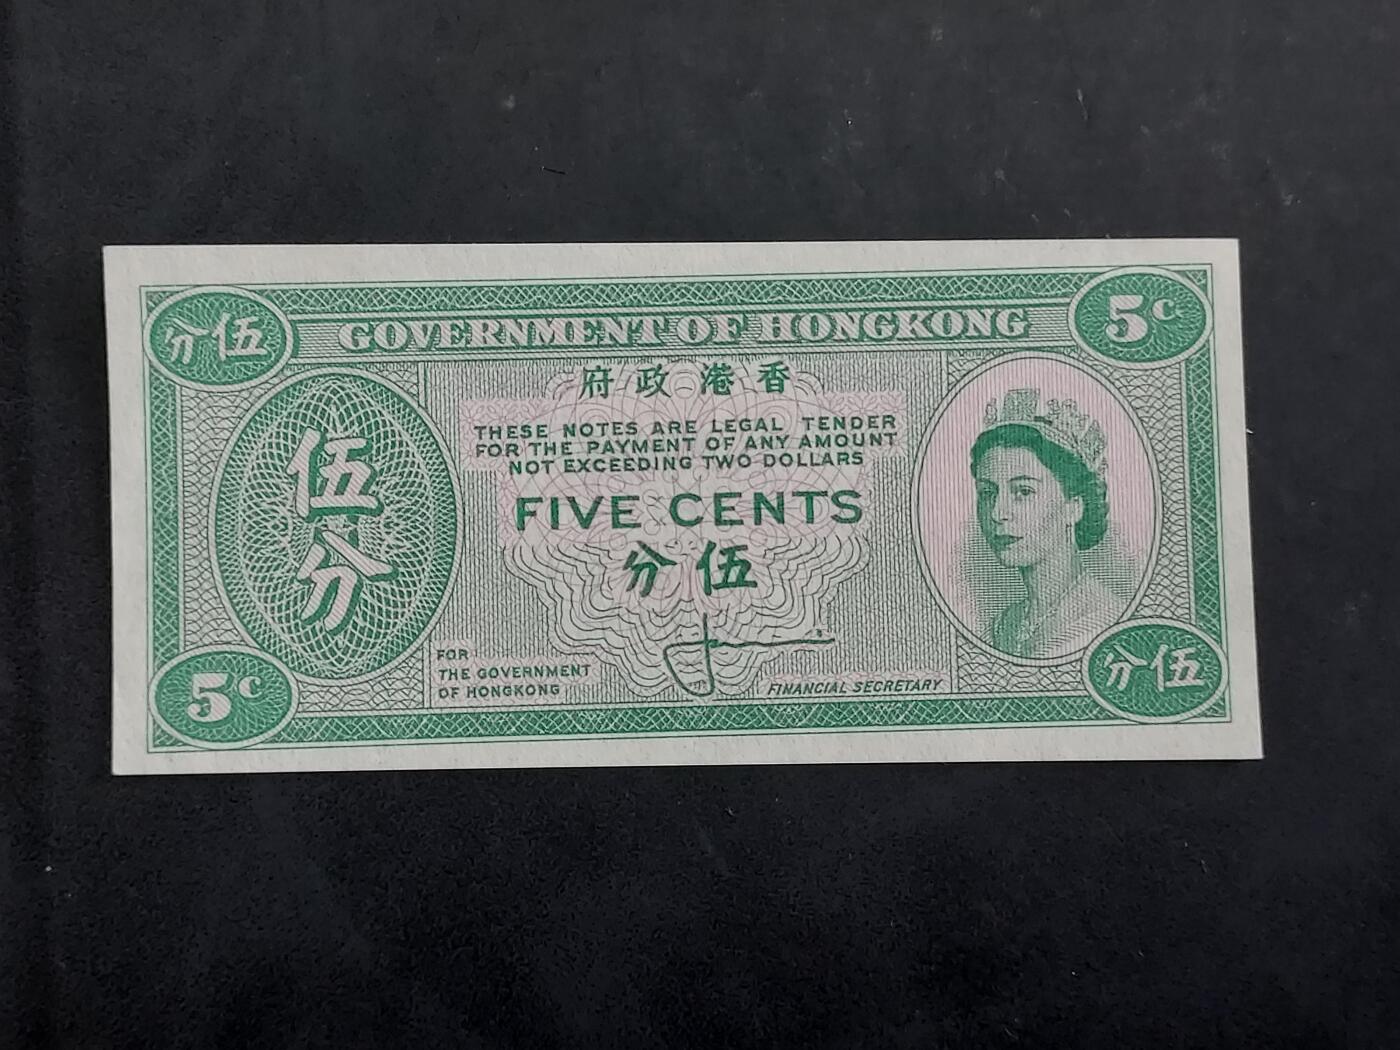 分伍
GOVERNMENT OF HONGKONG
5c
府政港香
THESE NOTES ARE LEGAL TENDER
FOR THE PAYMENT OF ANY AMOUNT
NOT EXCEEDING TWO DOLLARS
FIVE CENTS
分伍
伍
分
FOR
THE GOVERNMENT
OF HONGKONG
FINANCIAL SECRETARY
5c
分伍